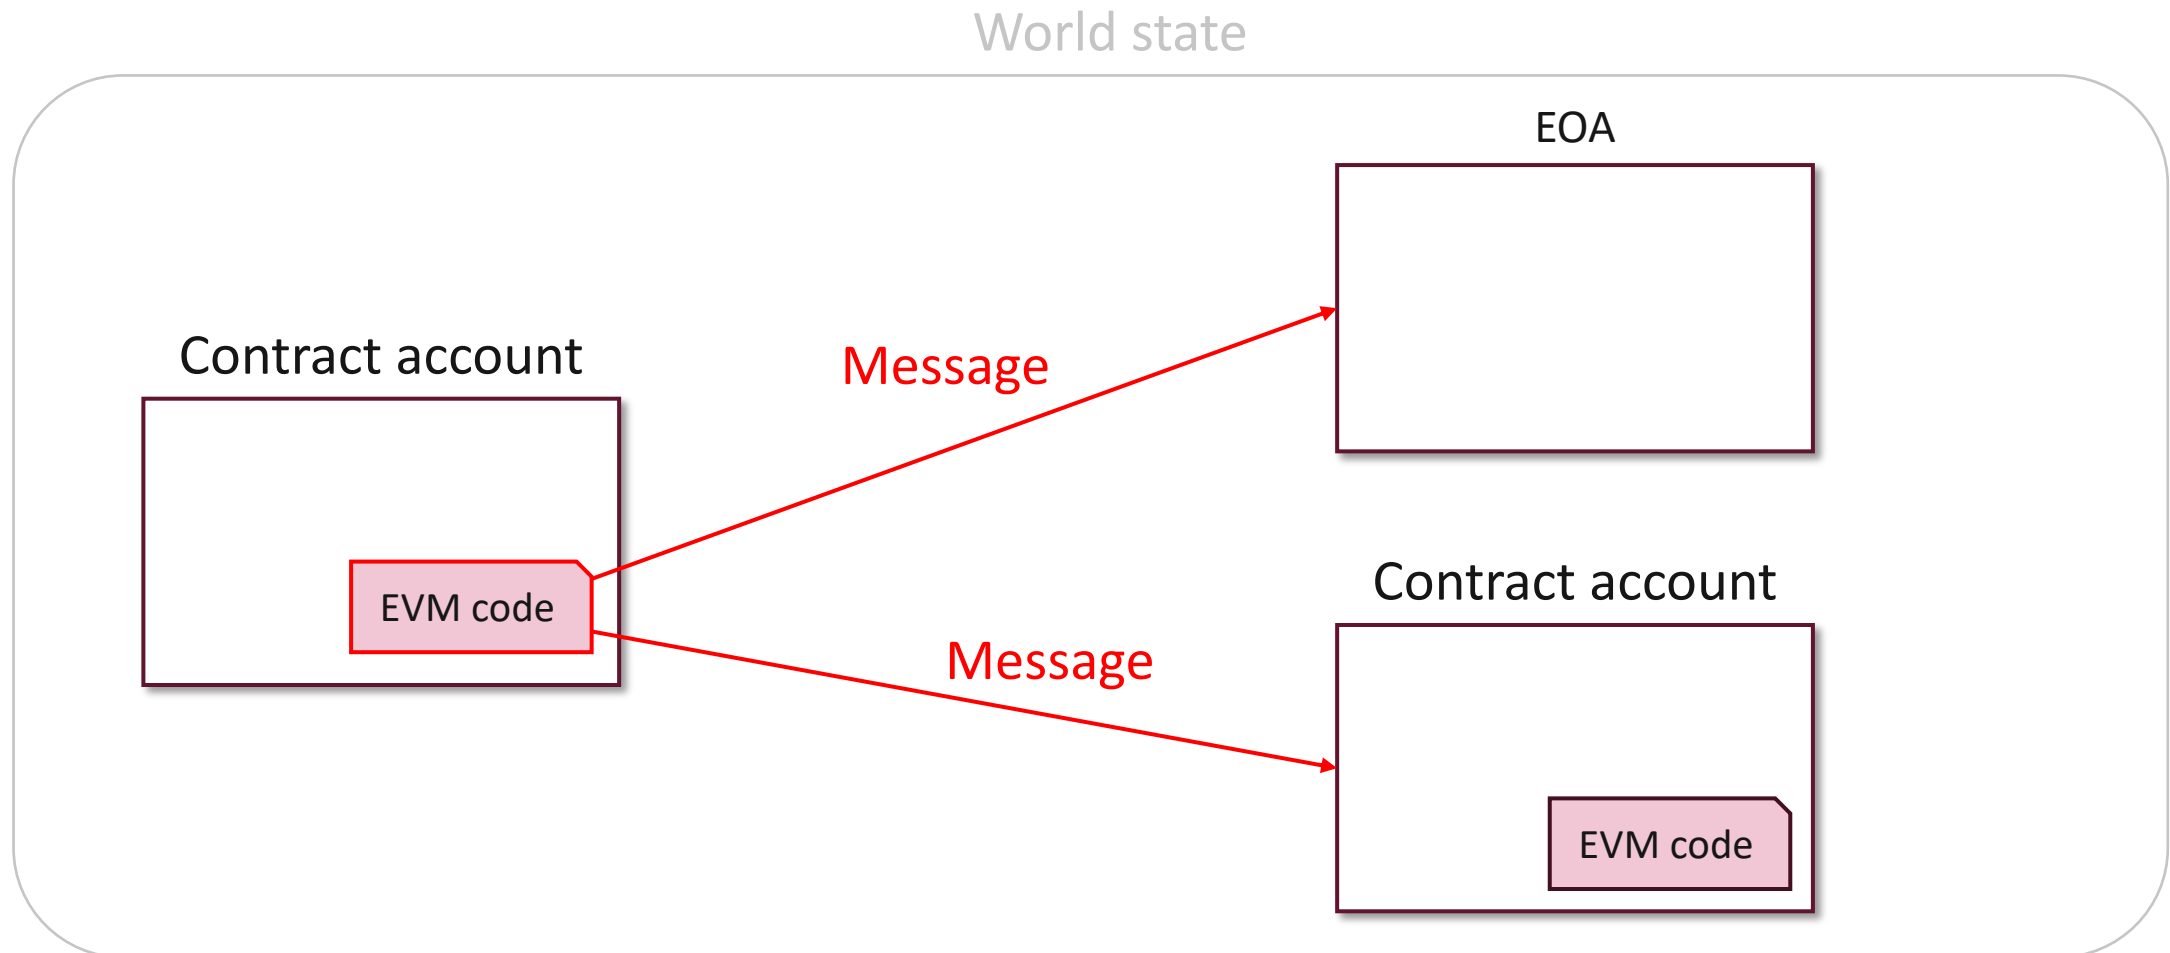 World state
EOA
Contract account
Message
EVM code
Contract account
Message
EVM code